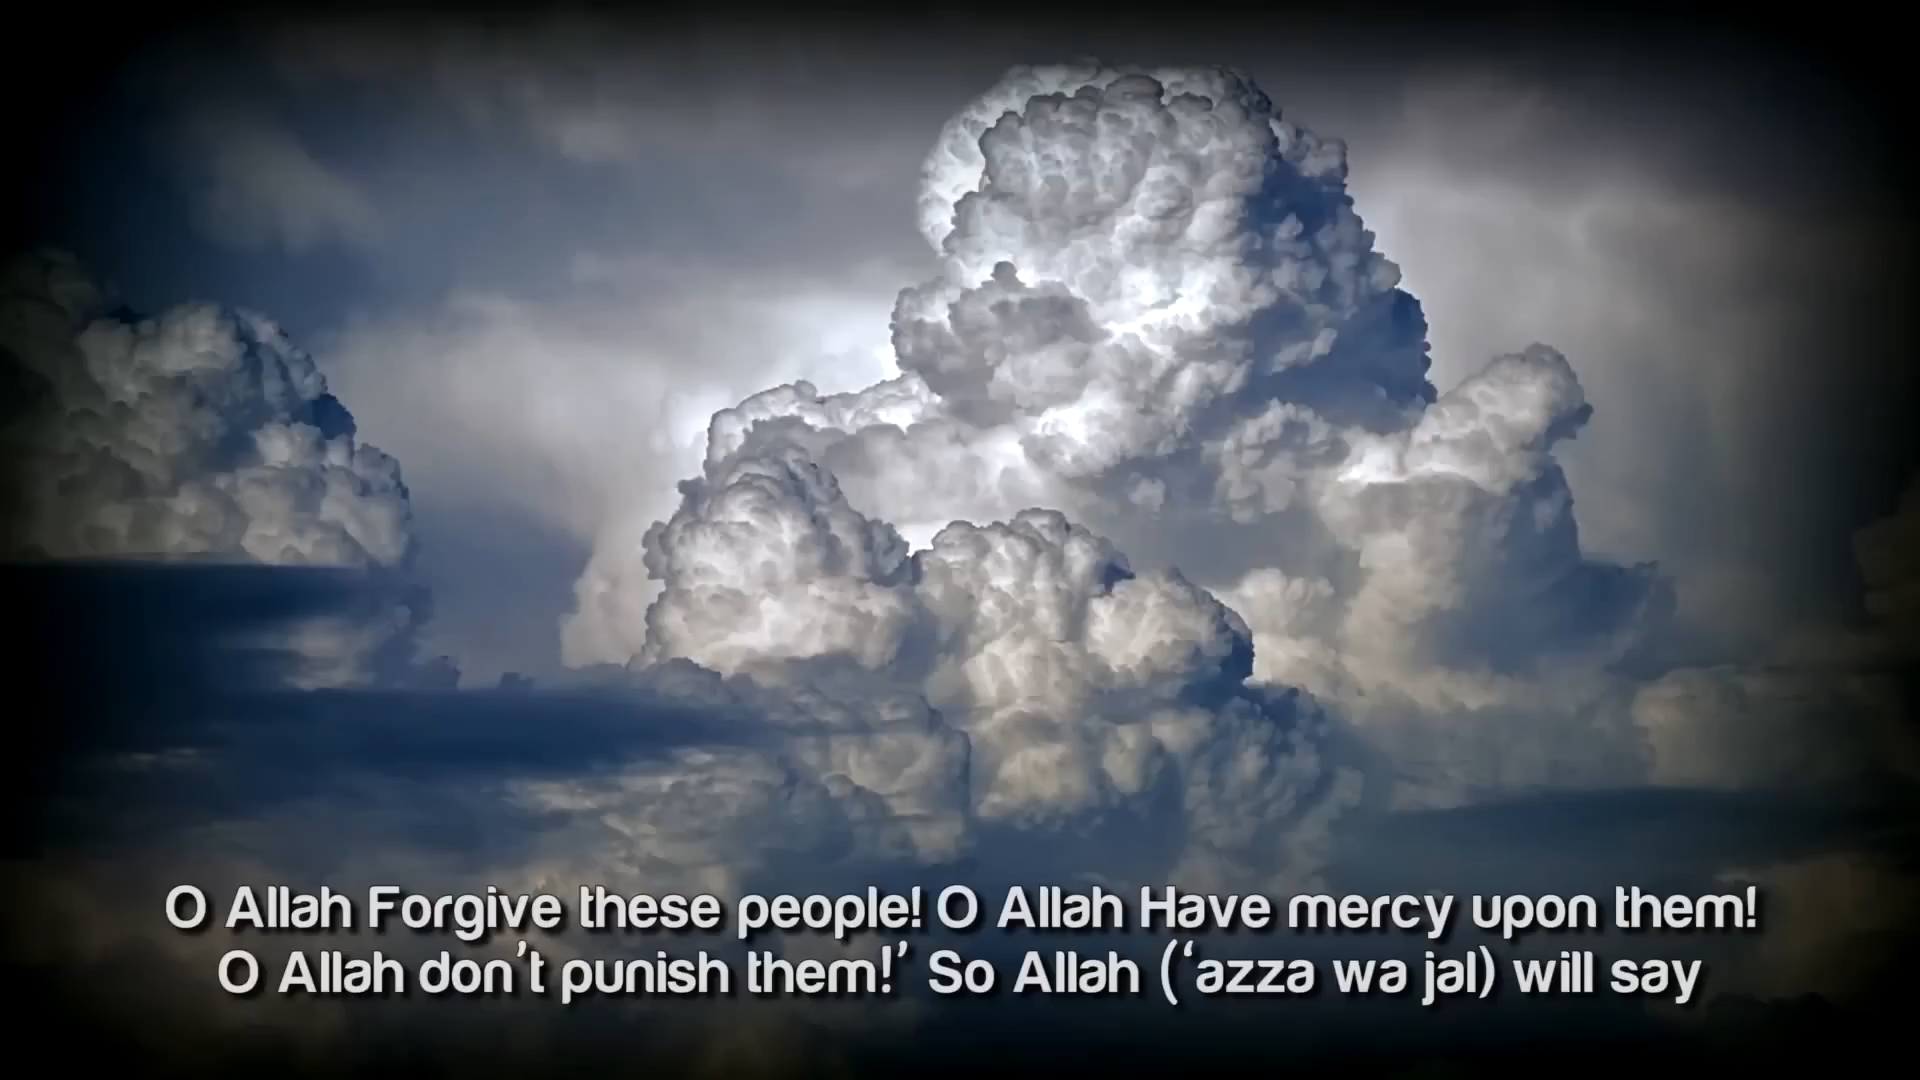 O Allah Forgive these people! O Allah Have mercy upon them!
O Allah don't punish them!' So Allah (‘azza wa jal) will say